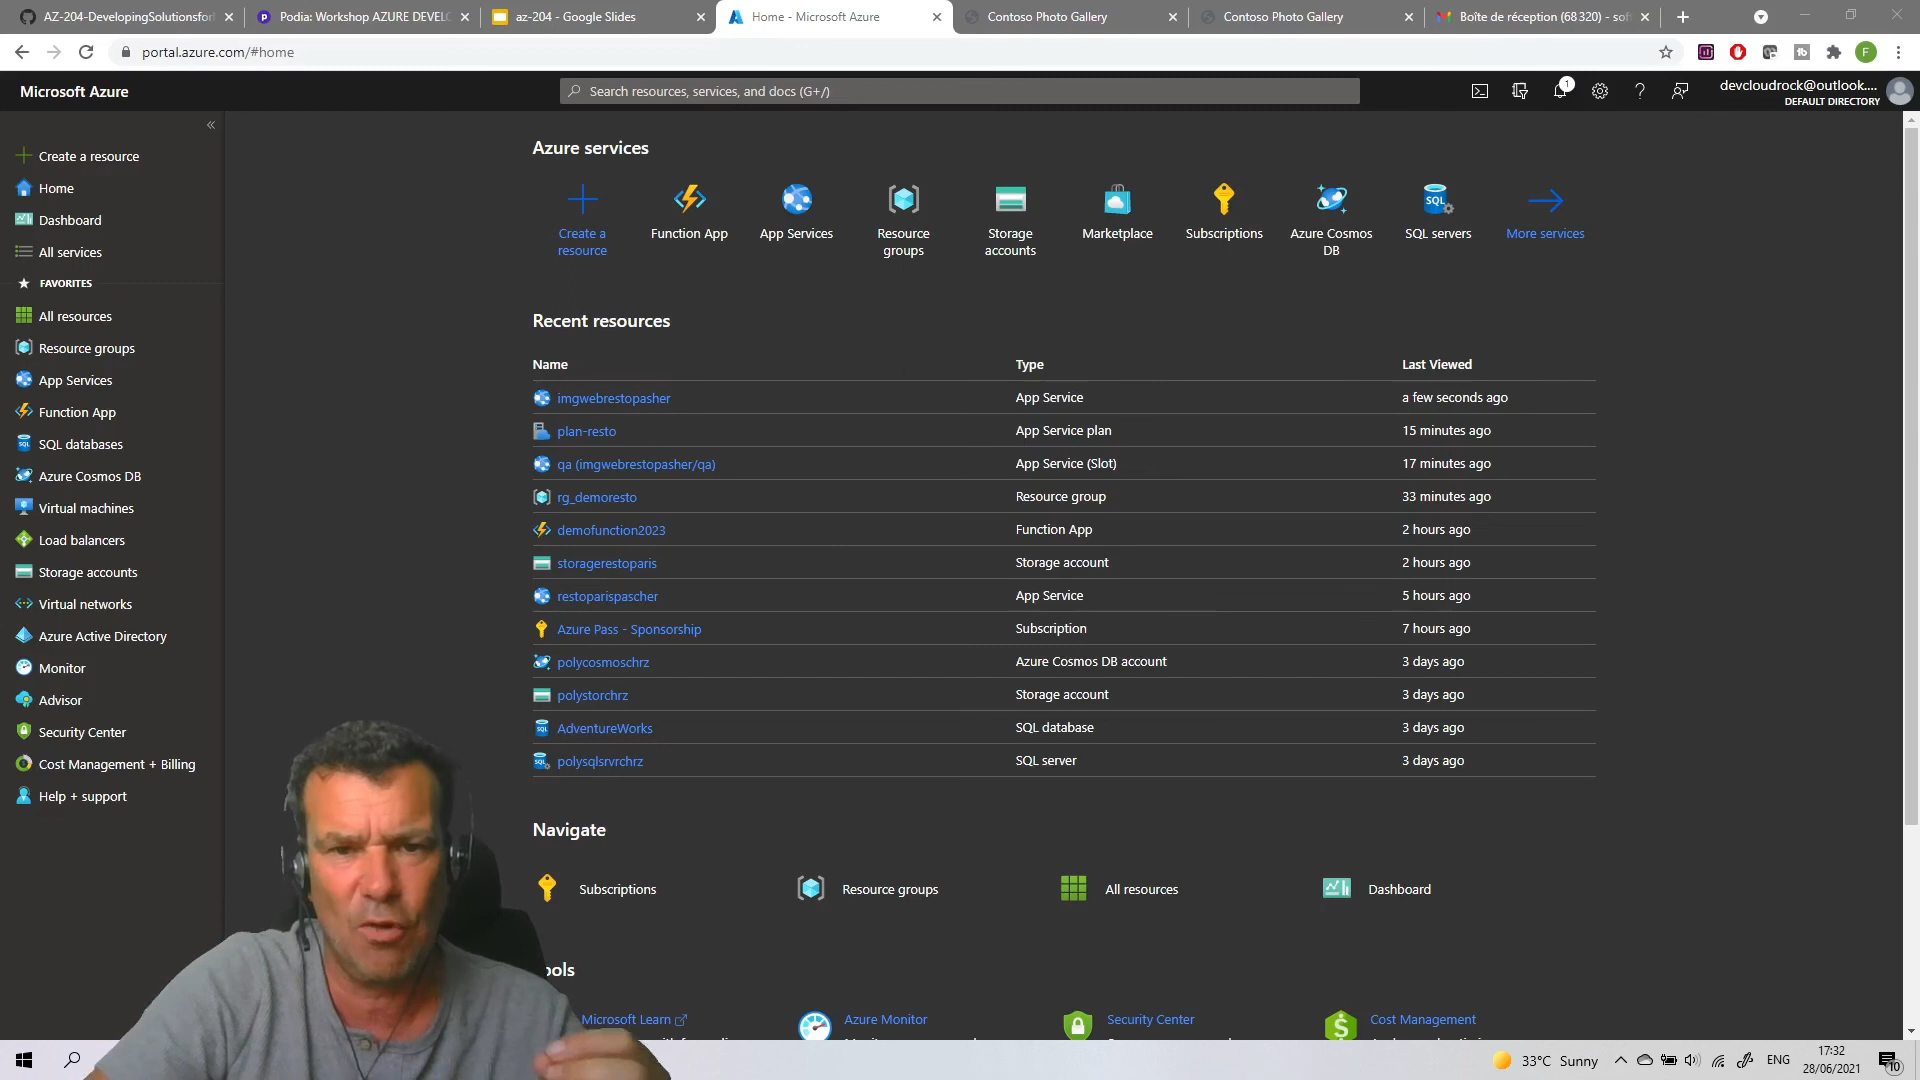 AZ-204-DevelopingSolutionsfor
Podia: Workshop AZURE DEVELO
az-204 - Google Slides
Home - Microsoft Azure
Contoso Photo Gallery
Contoso Photo Gallery
Boîte de réception (68 320) - sof
portal.azure.com/#home
F
Microsoft Azure
Search resources, services, and docs (G+/)
1
devcloudrock@outlook....
DEFAULT DIRECTORY
Create a resource
Home
Dashboard
All services
FAVORITES
All resources
Resource groups
App Services
Function App
SQL databases
Azure Cosmos DB
Virtual machines
Load balancers
Storage accounts
Virtual networks
Azure Active Directory
Monitor
Advisor
Security Center
Cost Management + Billing
Help + support
Azure services
Create a
resource
Function App
App Services
Resource
groups
Storage
accounts
Marketplace
Subscriptions
Azure Cosmos
DB
SQL servers
More services
Recent resources
Name Type Last Viewed
imgwebrestopasher App Service a few seconds ago
plan-resto App Service plan 15 minutes ago
qa (imgwebrestopasher/qa) App Service (Slot) 17 minutes ago
rg_demoresto Resource group 33 minutes ago
demofunction2023 Function App 2 hours ago
storagerestoparis Storage account 2 hours ago
restoparispascher App Service 5 hours ago
Azure Pass - Sponsorship Subscription 7 hours ago
polycosmoschrz Azure Cosmos DB account 3 days ago
polystorchrz Storage account 3 days ago
AdventureWorks SQL database 3 days ago
polysqlsrvrchrz SQL server 3 days ago
Navigate
Subscriptions
Resource groups
All resources
Dashboard
ools
Microsoft Learn
Azure Monitor
Security Center
Cost Management
33°C Sunny
ENG
17:32
28/06/2021
10